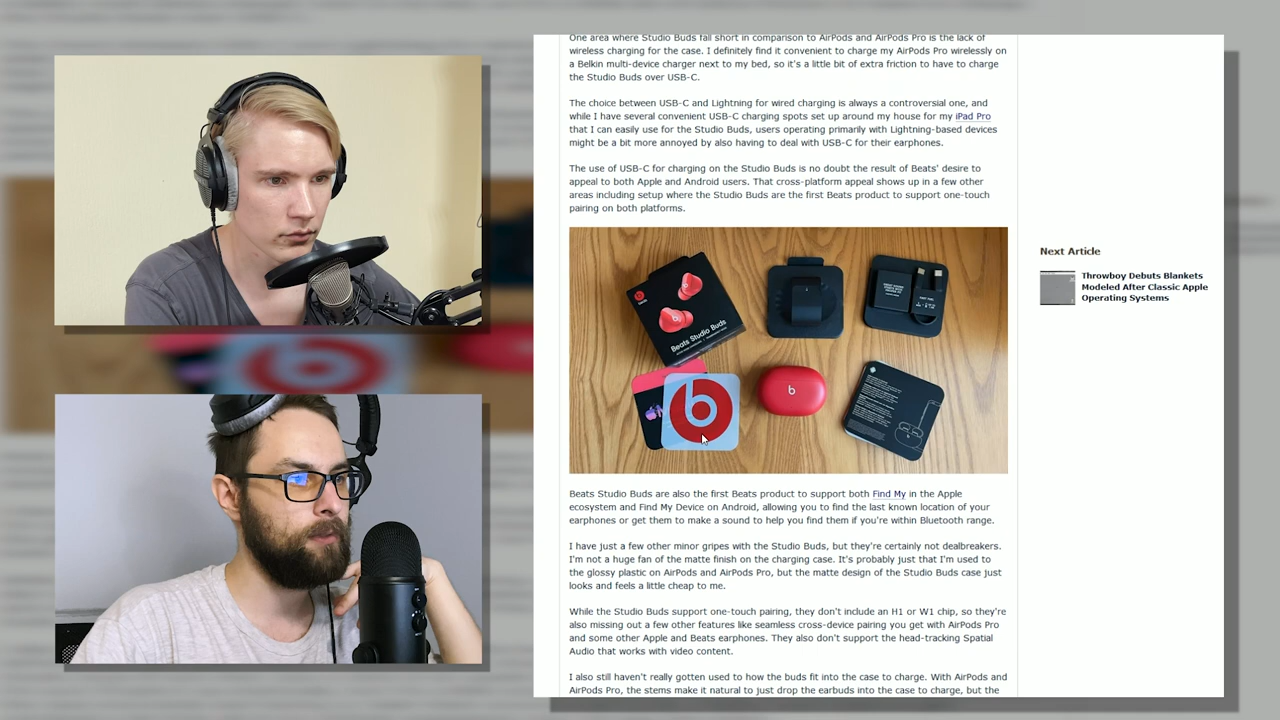 One area where Studio Buds fall short in comparison to AirPods and AirPods Pro is the lack of
wireless charging for the case. I definitely find it convenient to charge my AirPods Pro wirelessly on
a Belkin multi-device charger next to my bed, so it's a little bit of extra friction to have to charge
the Studio Buds over USB-C.
The choice between USB-C and Lightning for wired charging is always a controversial one, and
while I have several convenient USB-C charging spots set up around my house for my iPad Pro
that I can easily use for the Studio Buds, users operating primarily with Lightning-based devices
might be a bit more annoyed by also having to deal with USB-C for their earphones.
The use of USB-C for charging on the Studio Buds is no doubt the result of Beats' desire to
appeal to both Apple and Android users. That cross-platform appeal shows up in a few other
areas including setup where the Studio Buds are the first Beats product to support one-touch
pairing on both platforms.
Beats Studio Buds
b
b
Beats Studio Buds are also the first Beats product to support both Find My in the Apple
ecosystem and Find My Device on Android, allowing you to find the last known location of your
earphones or get them to make a sound to help you find them if you're within Bluetooth range.
I have just a few other minor gripes with the Studio Buds, but they're certainly not dealbreakers.
I'm not a huge fan of the matte finish on the charging case. It's probably just that I'm used to
the glossy plastic on AirPods and AirPods Pro, but the matte design of the Studio Buds case just
looks and feels a little cheap to me.
While the Studio Buds support one-touch pairing, they don't include an H1 or W1 chip, so they're
also missing out a few other features like seamless cross-device pairing you get with AirPods Pro
and some other Apple and Beats earphones. They also don't support the head-tracking Spatial
Audio that works with video content.
I also still haven't really gotten used to how the buds fit into the case to charge. With AirPods and
AirPods Pro, the stems make it natural to just drop the earbuds into the case to charge, but the
Next Article
Throwboy Debuts Blankets
Modeled After Classic Apple
Operating Systems